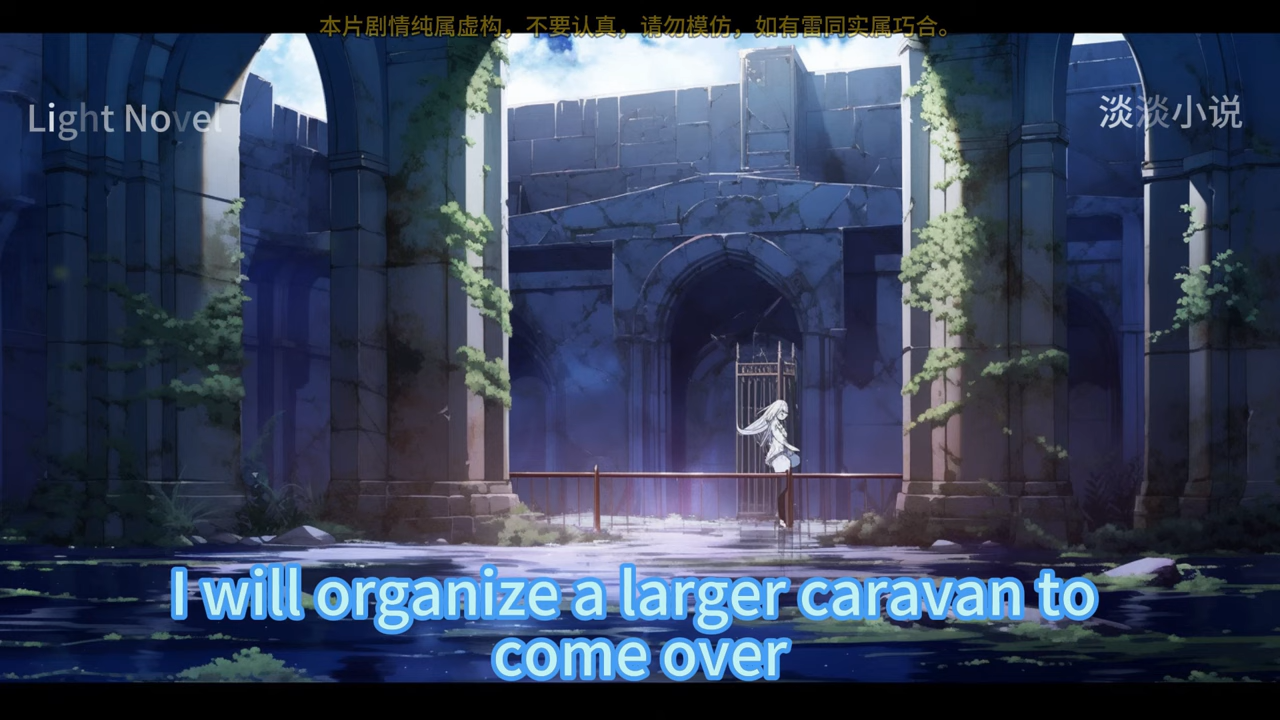 本片剧情纯属虚构，不要认真，请勿模仿，如有雷同实属巧合。
Light Novel
淡淡小说
I will organize a larger caravan to
come over